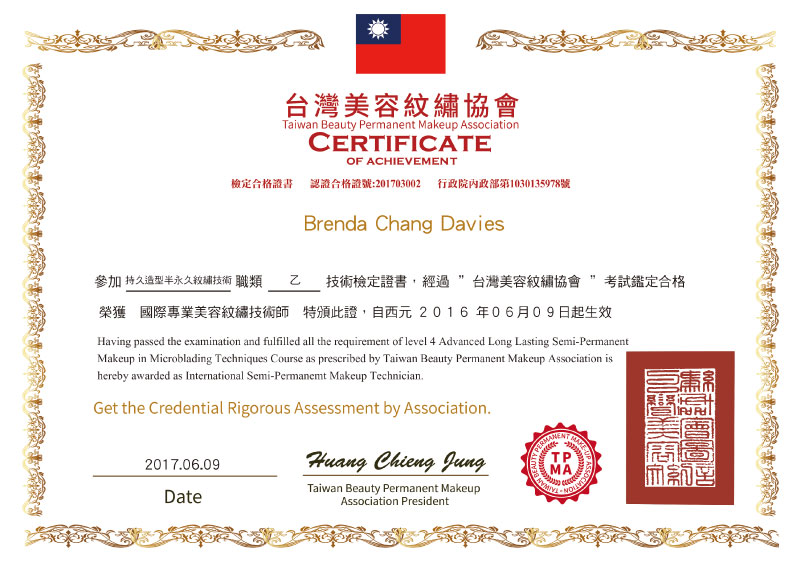 台灣美容紋繡協會
Taiwan Beauty Permanent Makeup Association
CERTIFICATE
OF ACHIEVEMENT
檢定合格證書 認證合格證號:201703002 行政院內政部第1030135978號
Brenda Chang Davies
參加 持久造型半永久紋繡技術 職類 乙 技術檢定證書,經過 ”台灣美容紋繡協會 ” 考試鑑定合格
榮獲 國際專業美容紋繡技術師 特頒此證,自西元 2016 年06月09日起生效
Having passed the examination and fulfilled all the requirement of level 4 Advanced Long Lasting Semi-Permanent
Makeup in Microblading Techniques Course as prescribed by Taiwan Beauty Permanent Makeup Association is
hereby awarded as International Semi-Permanemt Makeup Technician.
Get the Credential Rigorous Assessment by Association.
2017.06.09
Date
Huang Chieng Jung
Taiwan Beauty Permanent Makeup
Association President
TAIWAN BEAUTY PERMANENT MAKE-UP ASSOCIATION
TP
MA